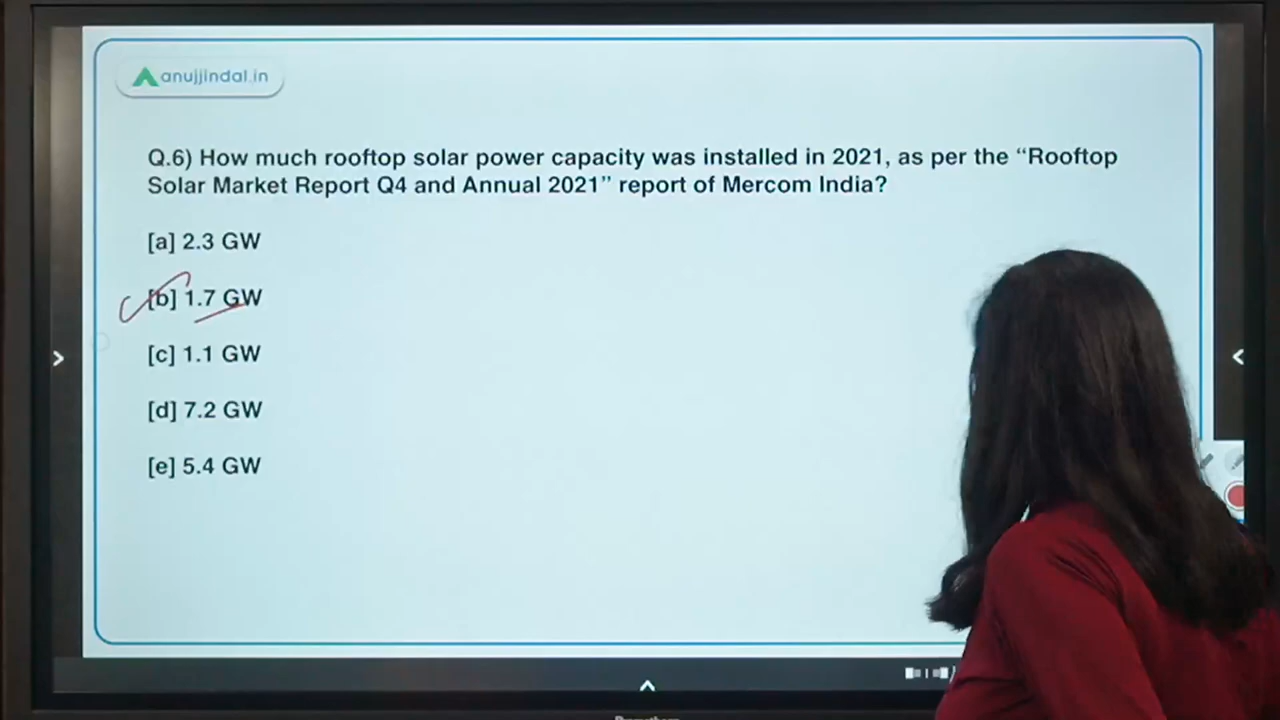 anujjindal.in
Q.6) How much rooftop solar power capacity was installed in 2021, as per the “Rooftop
Solar Market Report Q4 and Annual 2021” report of Mercom India?
[a] 2.3 GW
[b] 1.7 GW
[c] 1.1 GW
[d] 7.2 GW
[e] 5.4 GW